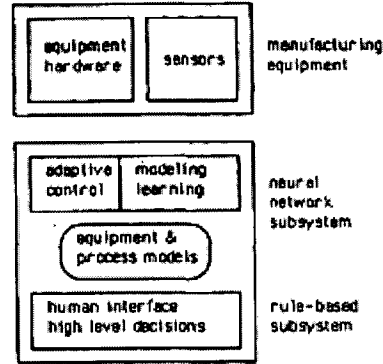 equipment
hardware
sensors
manufacturing
equipment
adaptive
control
modeling
learning
neural
network
subsystem
equipment &
process models
human interface
high level decisions
rule-based
subsystem